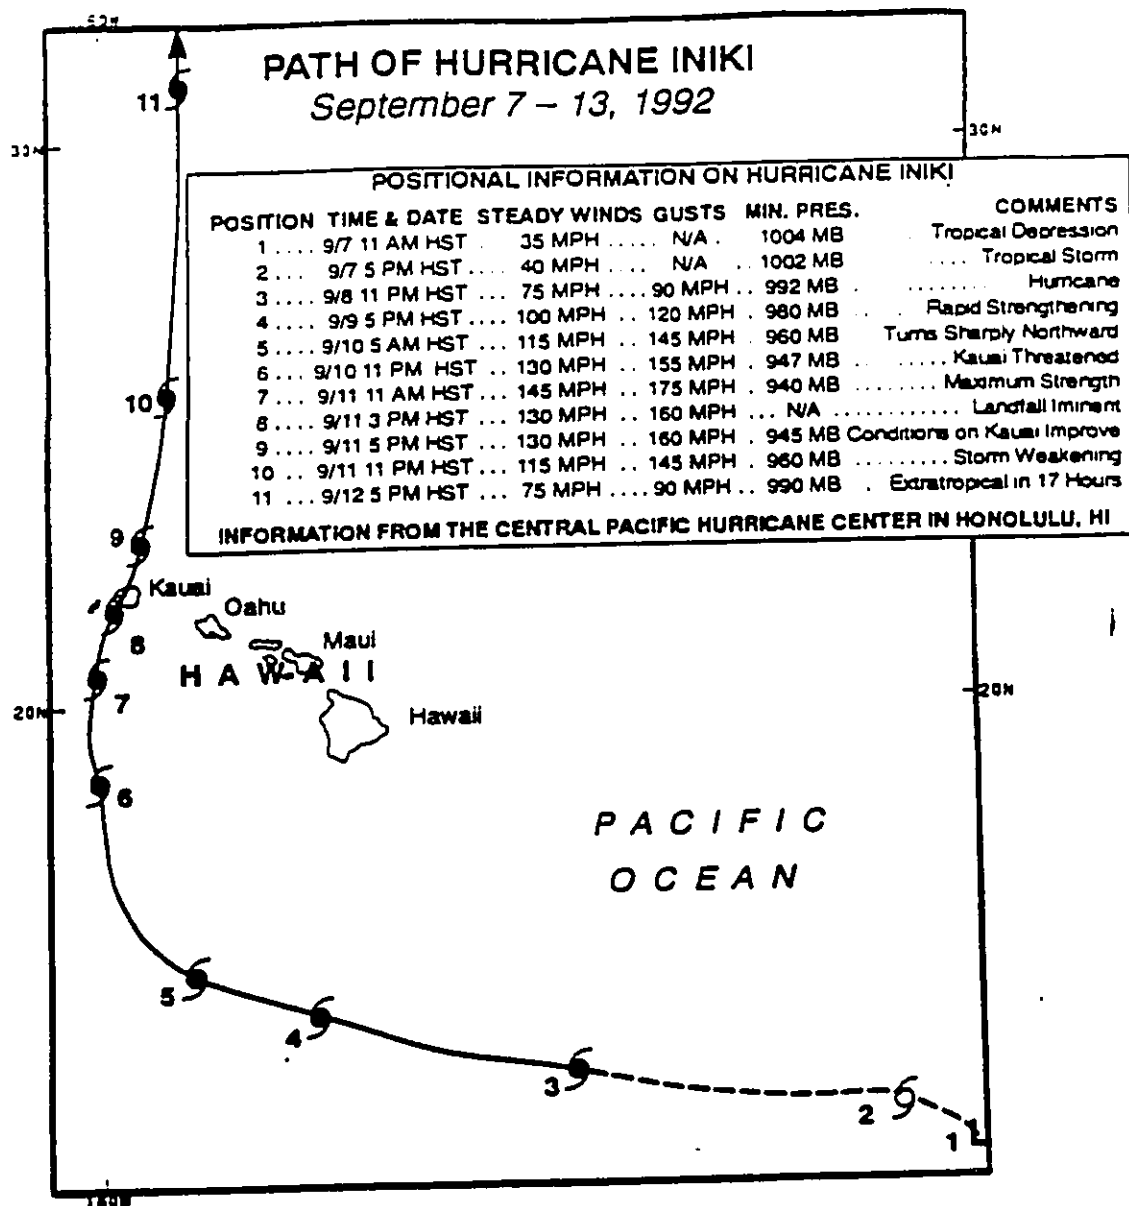 PATH OF HURRICANE INIKI
September 7 – 13, 1992
11
30N
30N
POSITIONAL INFORMATION ON HURRICANE INIKI
POSITION TIME & DATE STEADY WINDS GUSTS MIN. PRES. COMMENTS
1 .... 9/7 11 AM HST . 35 MPH ..... N/A . 1004 MB . Tropical Depression
2 ... 9/7 5 PM HST .... 40 MPH .... N/A .. 1002 MB .... Tropical Storm
3 .... 9/8 11 PM HST ... 75 MPH .... 90 MPH .. 992 MB . ........ Hurricane
4 .... 9/9 5 PM HST .... 100 MPH .. 120 MPH . 980 MB .. . Rapid Strengthening
5 .... 9/10 5 AM HST ... 115 MPH .. 145 MPH . 960 MB Turns Sharply Northward
6 ... 9/10 11 PM HST .. 130 MPH .. 155 MPH . 947 MB ...... Kauai Threatened
7 .... 9/11 11 AM HST ... 145 MPH .. 175 MPH . 940 MB ........ Maximum Strength
8 .... 9/11 3 PM HST ... 130 MPH .. 160 MPH ... N/A ............ Landfall Iminent
9 .... 9/11 5 PM HST ... 130 MPH .. 160 MPH . 945 MB Conditions on Kauai Improve
10 .. 9/11 11 PM HST ... 115 MPH .. 145 MPH . 960 MB ......... Storm Weakening
11 ... 9/12 5 PM HST ... 75 MPH .... 90 MPH .. 990 MB . Extratropical in 17 Hours
INFORMATION FROM THE CENTRAL PACIFIC HURRICANE CENTER IN HONOLULU, HI
10
9
Kauai
Oahu
8
Maui
HAWAII
7
20N
20N
Hawaii
6
PACIFIC
OCEAN
5
4
3
2
1